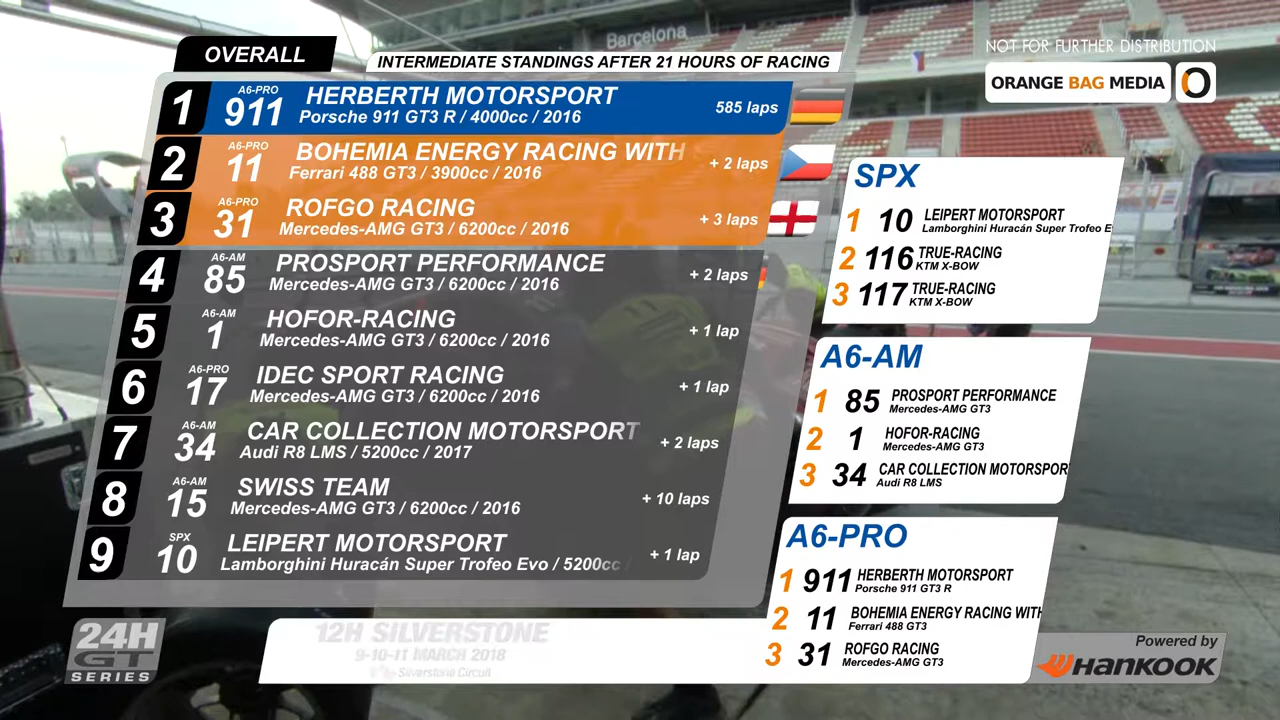 Barcelona
NOT FOR FURTHER DISTRIBUTION
ORANGE BAG MEDIA
OVERALL
INTERMEDIATE STANDINGS AFTER 21 HOURS OF RACING
1 A6-PRO 911 HERBERTH MOTORSPORT 585 laps
Porsche 911 GT3 R / 4000cc / 2016
2 A6-PRO 11 BOHEMIA ENERGY RACING WITH + 2 laps
Ferrari 488 GT3 / 3900cc / 2016
3 A6-PRO 31 ROFGO RACING + 3 laps
Mercedes-AMG GT3 / 6200cc / 2016
4 A6-AM 85 PROSPORT PERFORMANCE + 2 laps
Mercedes-AMG GT3 / 6200cc / 2016
5 A6-AM 1 HOFOR-RACING + 1 lap
Mercedes-AMG GT3 / 6200cc / 2016
6 A6-PRO 17 IDEC SPORT RACING + 1 lap
Mercedes-AMG GT3 / 6200cc / 2016
7 A6-AM 34 CAR COLLECTION MOTORSPORT + 2 laps
Audi R8 LMS / 5200cc / 2017
8 A6-AM 15 SWISS TEAM + 10 laps
Mercedes-AMG GT3 / 6200cc / 2016
9 SPX 10 LEIPERT MOTORSPORT + 1 lap
Lamborghini Huracán Super Trofeo Evo / 5200cc /
SPX
1 10 LEIPERT MOTORSPORT
Lamborghini Huracán Super Trofeo E
2 116 TRUE-RACING
KTM X-BOW
3 117 TRUE-RACING
KTM X-BOW
A6-AM
1 85 PROSPORT PERFORMANCE
Mercedes-AMG GT3
2 1 HOFOR-RACING
Mercedes-AMG GT3
3 34 CAR COLLECTION MOTORSPOR
Audi R8 LMS
A6-PRO
1 911 HERBERTH MOTORSPORT
Porsche 911 GT3 R
2 11 BOHEMIA ENERGY RACING WITH
Ferrari 488 GT3
3 31 ROFGO RACING
Mercedes-AMG GT3
24H
GT
SERIES
12H SILVERSTONE
9-10-11 MARCH 2018
Silverstone Circuit
Powered by
HANKOOK